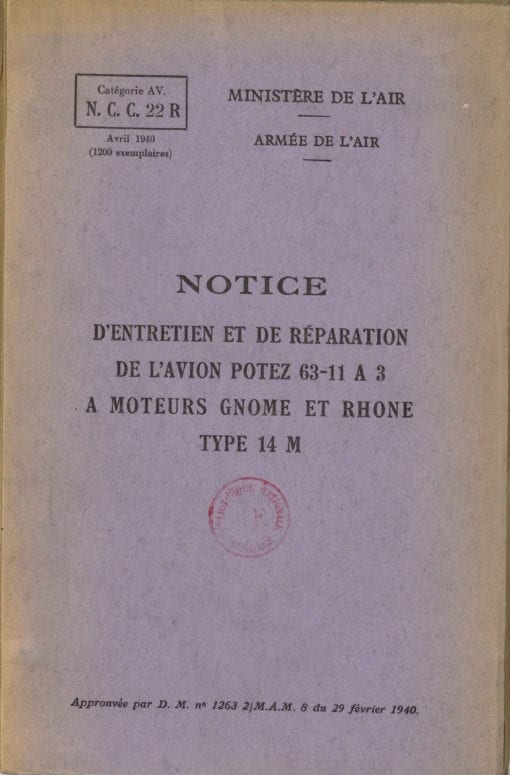 Catégorie AV.
N. C. C. 22 R
Avril 1940
(1200 exemplaires)
MINISTÈRE DE L'AIR
ARMÉE DE L'AIR
NOTICE
D'ENTRETIEN ET DE RÉPARATION
DE L'AVION POTEZ 63-11 A 3
A MOTEURS GNOME ET RHONE
TYPE 14 M
NATIONALE
Approuvée par D. M. nº 1263 2/M.A.M. 8 du 29 février 1940.